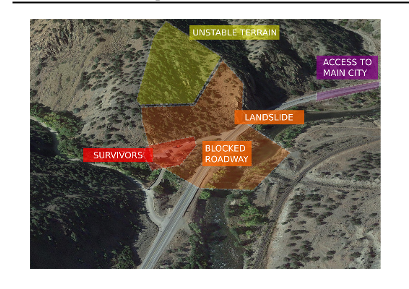 UNSTABLE TERRAIN
ACCESS TO
MAIN CITY
LANDSLIDE
BLOCKED
ROADWAY
SURVIVORS